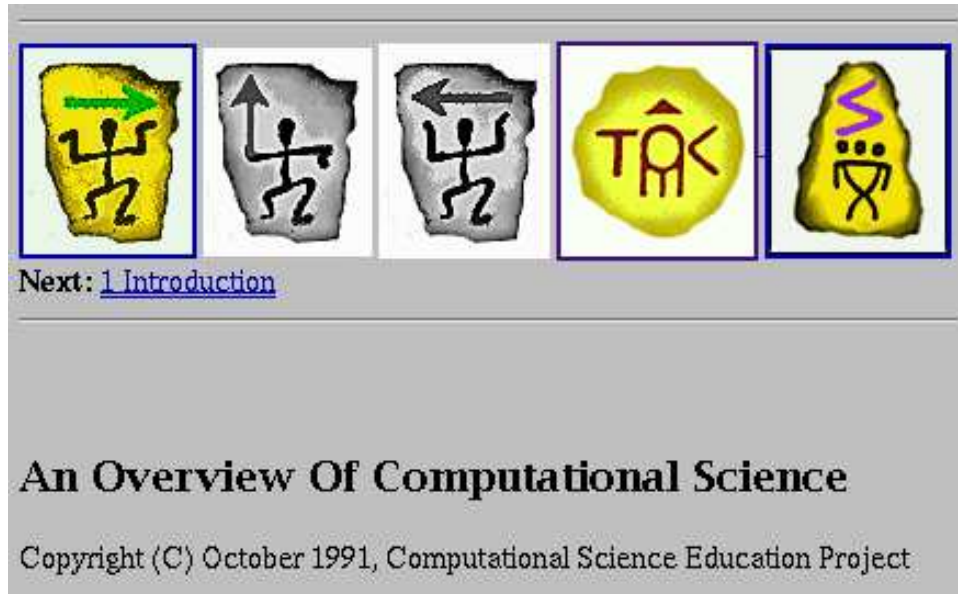 Next: 1 Introduction
An Overview Of Computational Science
Copyright (C) October 1991, Computational Science Education Project